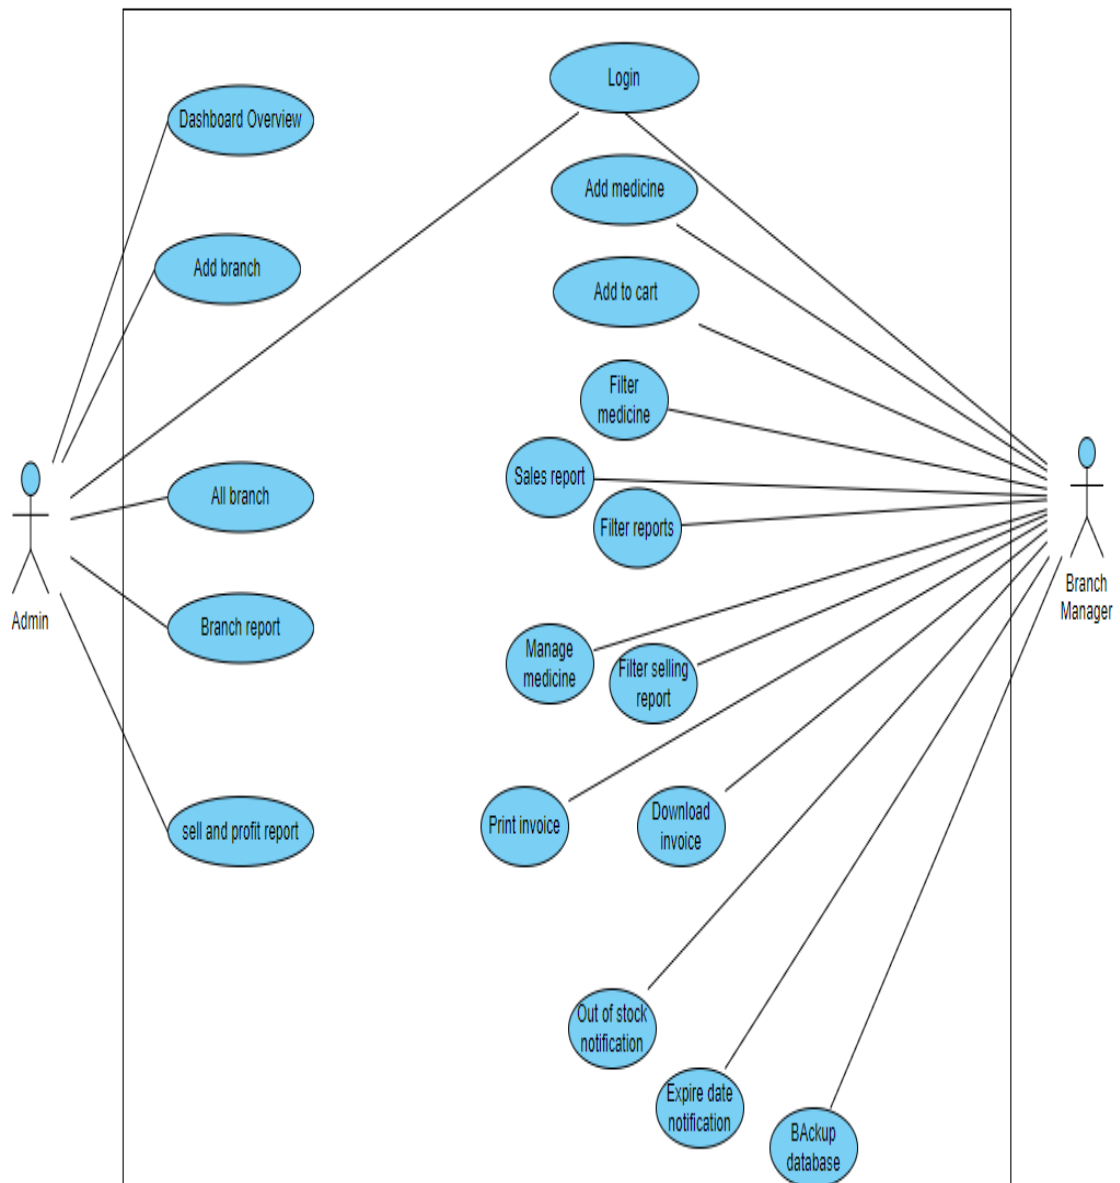 Login
Dashboard Overview
Add medicine
Add branch
Add to cart
Filter
medicine
Sales report
All branch
Filter reports
Admin
Branch
Manager
Branch report
Manage
medicine
Filter selling
report
sell and profit report
Print invoice
Download
invoice
Out of stock
notification
Expire date
notification
BAckup
database